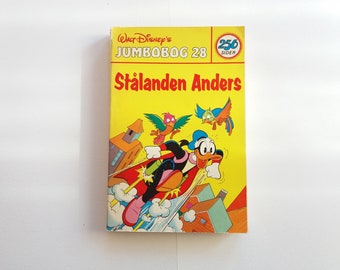 Walt Disney's
JUMBOBOG 28
256
SIDER
Stålanden Anders